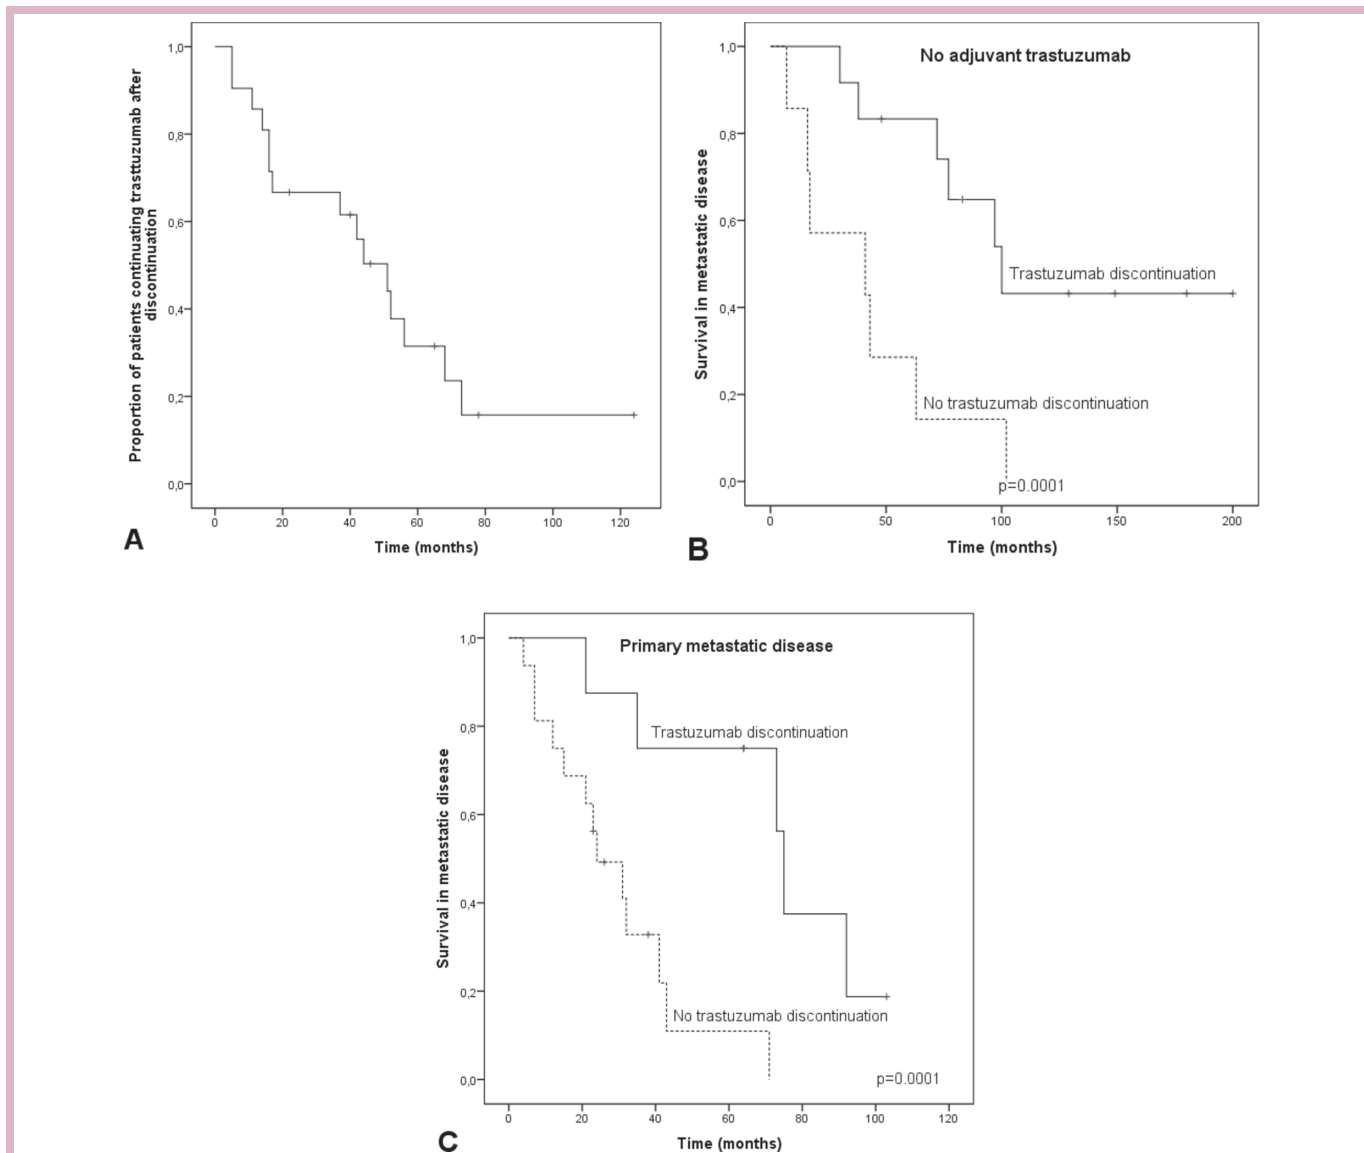 Proportion of patients continuating trasttuzumab after
discontinuation
1,0
0,8
0,6
0,4
0,2
0,0
0 20 40 60 80 100 120
Time (months)
A
No adjuvant trastuzumab
Survival in metastatic disease
1,0
0,8
0,6
0,4
0,2
0,0
Trastuzumab discontinuation
No trastuzumab discontinuation
p=0.0001
0 50 100 150 200
Time (months)
B
Primary metastatic disease
Survival in metastatic disease
1,0
0,8
0,6
0,4
0,2
0,0
Trastuzumab discontinuation
No trastuzumab discontinuation
p=0.0001
0 20 40 60 80 100 120
Time (months)
C